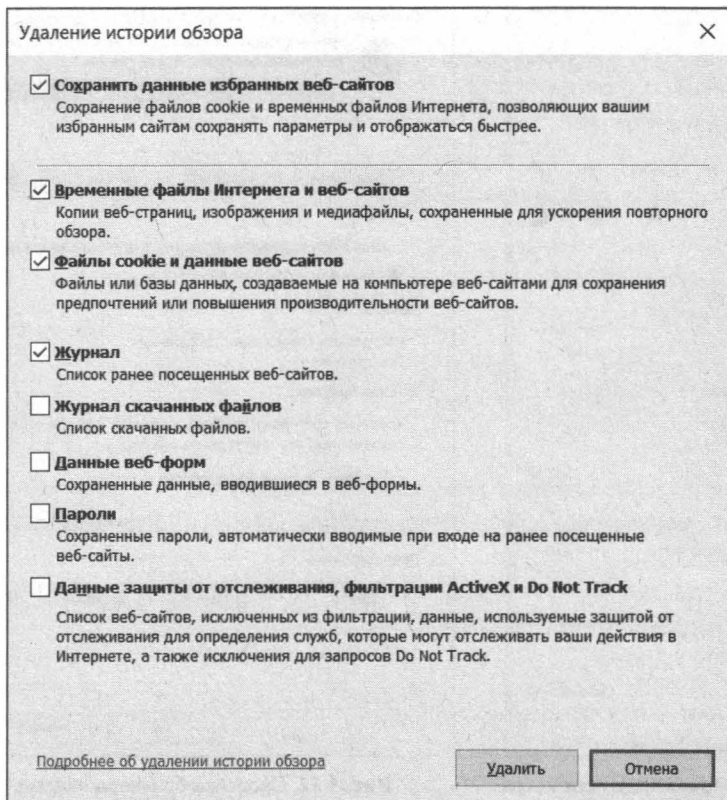 Удаление истории обзора
Сохранить данные избранных веб-сайтов
Сохранение файлов cookie и временных файлов Интернета, позволяющих вашим
избранным сайтам сохранять параметры и отображаться быстрее.
Временные файлы Интернета и веб-сайтов
Копии веб-страниц, изображения и медиафайлы, сохраненные для ускорения повторного
обзора.
Файлы cookie и данные веб-сайтов
Файлы или базы данных, создаваемые на компьютере веб-сайтами для сохранения
предпочтений или повышения производительности веб-сайтов.
Журнал
Список ранее посещенных веб-сайтов.
Журнал скачанных файлов
Список скачанных файлов.
Данные веб-форм
Сохраненные данные, вводившиеся в веб-формы.
Пароли
Сохраненные пароли, автоматически вводимые при входе на ранее посещенные
веб-сайты.
Данные защиты от отслеживания, фильтрации ActiveX и Do Not Track
Список веб-сайтов, исключенных из фильтрации, данные, используемые защитой от
отслеживания для определения служб, которые могут отслеживать ваши действия в
Интернете, а также исключения для запросов Do Not Track.
Подробнее об удалении истории обзора
Удалить
Отмена